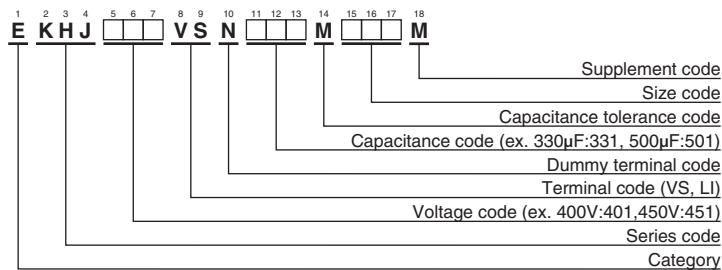 1 2 3 4 5 6 7 8 9 10 11 12 13 14 15 16 17 18
E KHJ VS N M M
Supplement code
Size code
Capacitance tolerance code
Capacitance code (ex. 330μF:331, 500μF:501)
Dummy terminal code
Terminal code (VS, LI)
Voltage code (ex. 400V:401,450V:451)
Series code
Category